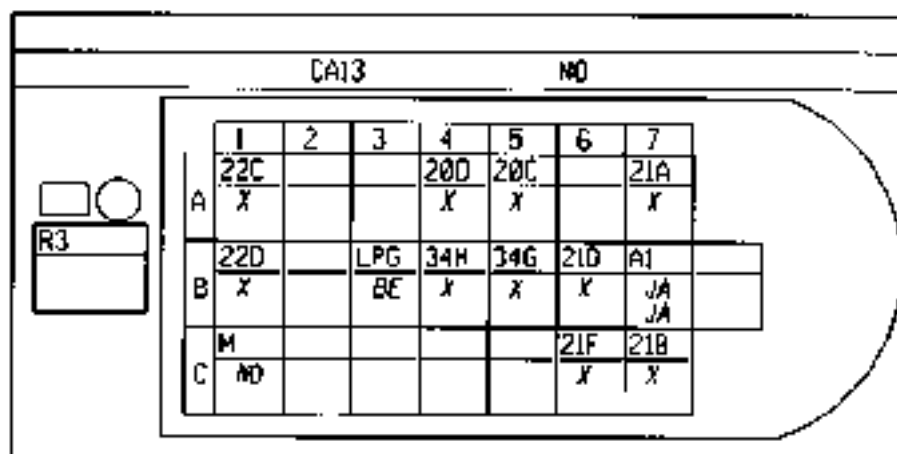 CA13 NO
1 2 3 4 5 6 7
22C 20D 20C 21A
A X X X X
R3
22D LPG 34H 34G 21D A1
B X BE X X X JA
JA
M 21F 21B
C NO X X